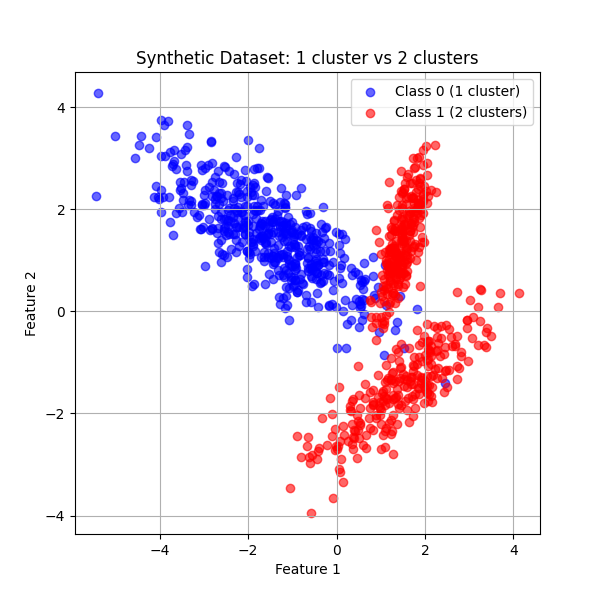 Synthetic Dataset: 1 cluster vs 2 clusters
Class 0 (1 cluster)
Class 1 (2 clusters)
4
2
0
−2
−4
Feature 2
−4 −2 0 2 4
Feature 1